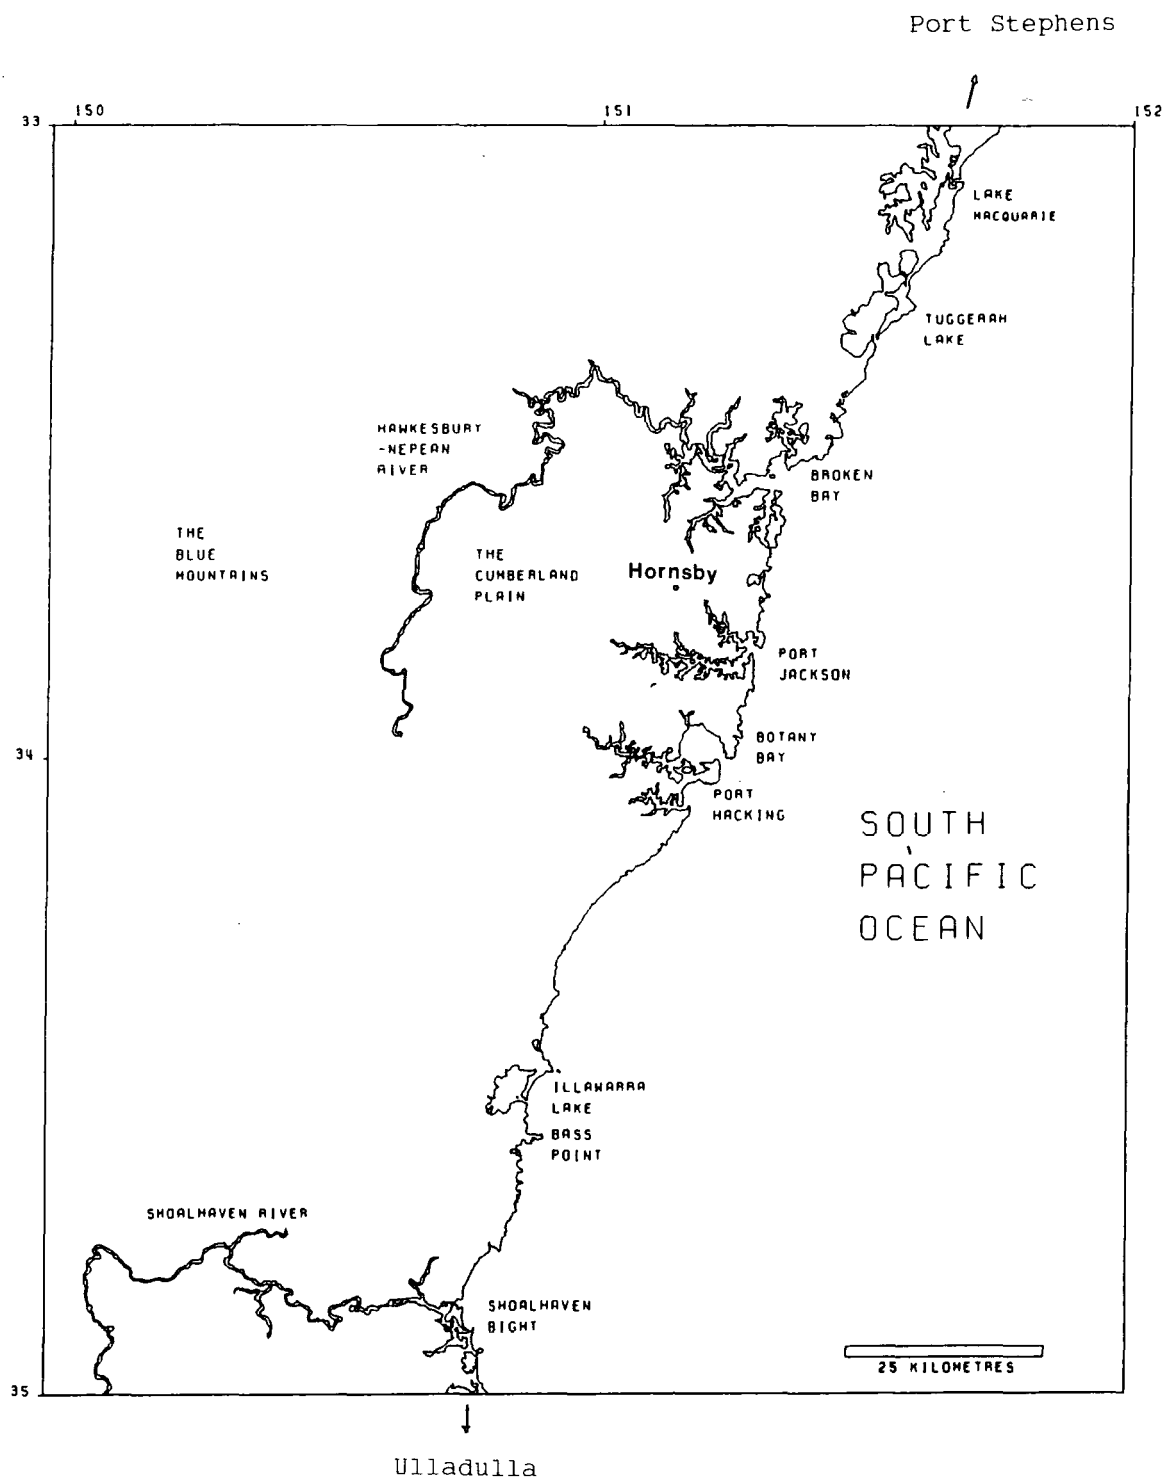 Port Stephens
150
151
152
33
LAKE
MACQUARIE
TUGGERAH
LAKE
HAWKESBURY
-NEPEAN
RIVER
BROKEN
BAY
THE
BLUE
MOUNTAINS
THE
CUMBERLAND
PLAIN
Hornsby
PORT
JACKSON
BOTANY
BAY
34
PORT
HACKING
SOUTH
PACIFIC
OCEAN
ILLAWARRA
LAKE
BASS
POINT
SHOALHAVEN RIVER
SHOALHAVEN
BIGHT
25 KILOMETRES
35
Ulladulla